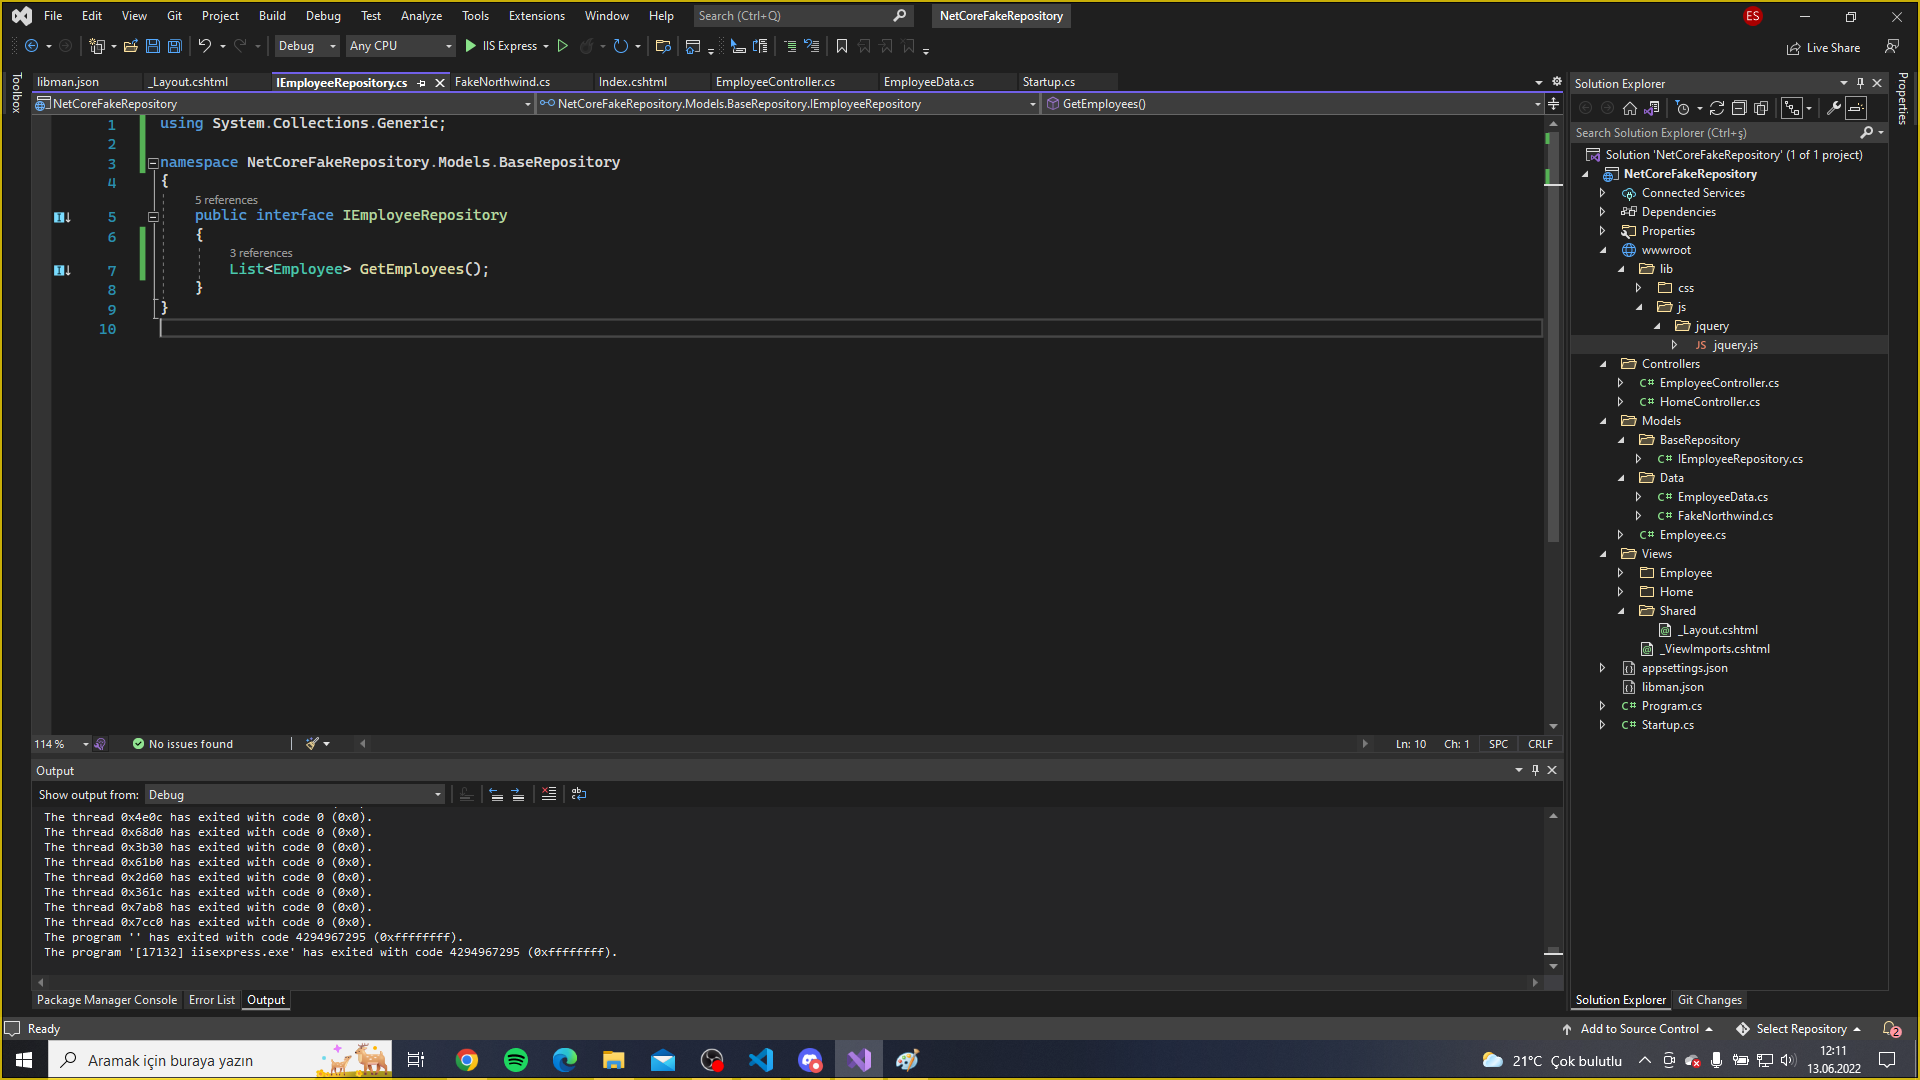 File Edit View Git Project Build Debug Test Analyze Tools Extensions Window Help Search (Ctrl+Q) NetCoreFakeRepository ES
Debug Any CPU IIS Express Live Share
Toolbox
libman.json _Layout.cshtml IEmployeeRepository.cs FakeNorthwind.cs Index.cshtml EmployeeController.cs EmployeeData.cs Startup.cs
NetCoreFakeRepository NetCoreFakeRepository.Models.BaseRepository.IEmployeeRepository GetEmployees()
1 using System.Collections.Generic;
2
3 namespace NetCoreFakeRepository.Models.BaseRepository
4 {
5 references
5 public interface IEmployeeRepository
6 {
3 references
7 List<Employee> GetEmployees();
8 }
9 }
10
114 % No issues found Ln: 10 Ch: 1 SPC CRLF
Output
Show output from: Debug
The thread 0x4e0c has exited with code 0 (0x0).
The thread 0x68d0 has exited with code 0 (0x0).
The thread 0x3b30 has exited with code 0 (0x0).
The thread 0x61b0 has exited with code 0 (0x0).
The thread 0x2d60 has exited with code 0 (0x0).
The thread 0x361c has exited with code 0 (0x0).
The thread 0x7ab8 has exited with code 0 (0x0).
The thread 0x7cc0 has exited with code 0 (0x0).
The program '' has exited with code 4294967295 (0xffffffff).
The program '[17132] iisexpress.exe' has exited with code 4294967295 (0xffffffff).
Package Manager Console Error List Output
Solution Explorer
Search Solution Explorer (Ctrl+ş)
Solution 'NetCoreFakeRepository' (1 of 1 project)
NetCoreFakeRepository
Connected Services
Dependencies
Properties
wwwroot
lib
css
js
jquery
JS jquery.js
Controllers
C# EmployeeController.cs
C# HomeController.cs
Models
BaseRepository
C# IEmployeeRepository.cs
Data
C# EmployeeData.cs
C# FakeNorthwind.cs
C# Employee.cs
Views
Employee
Home
Shared
_Layout.cshtml
_ViewImports.cshtml
appsettings.json
libman.json
C# Program.cs
C# Startup.cs
Solution Explorer Git Changes
Properties
Ready Add to Source Control Select Repository 2
Aramak için buraya yazın 21°C Çok bulutlu 12:11
13.06.2022